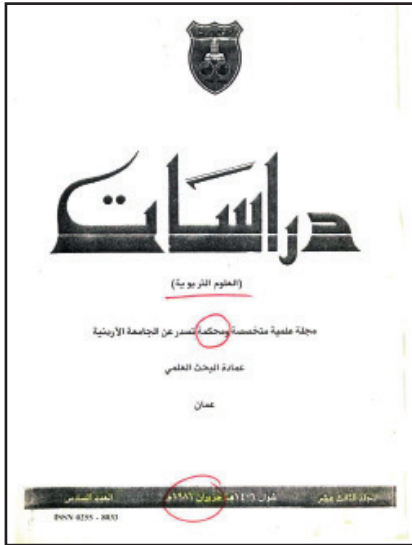 دراسات
(العلوم التربوية)
مجلة علمية متخصصة ومحكمة تصدر عن الجامعة الأردنية
عمادة البحث العلمي
عمان
المجلد الثالث عشر شوال ١٤٠٦هـ حزيران ١٩٨٦م العدد السادس
ISSN 0255 - 8033